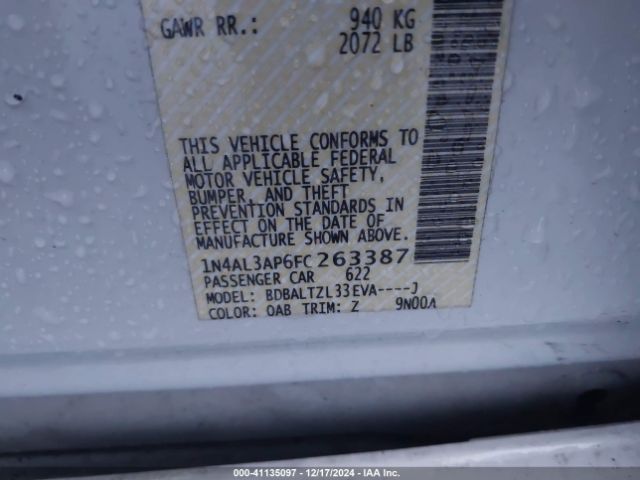 GAWR RR.: 940 KG
2072 LB
THIS VEHICLE CONFORMS TO
ALL APPLICABLE FEDERAL
MOTOR VEHICLE SAFETY,
BUMPER, AND THEFT
PREVENTION STANDARDS IN
EFFECT ON THE DATE OF
MANUFACTURE SHOWN ABOVE.
1N4AL3AP6FC263387
PASSENGER CAR 622
MODEL: BDBALTZL33EVA----J
COLOR: QAB TRIM: Z 9N00A
000-41135097 - 12/17/2024 - IAA Inc.